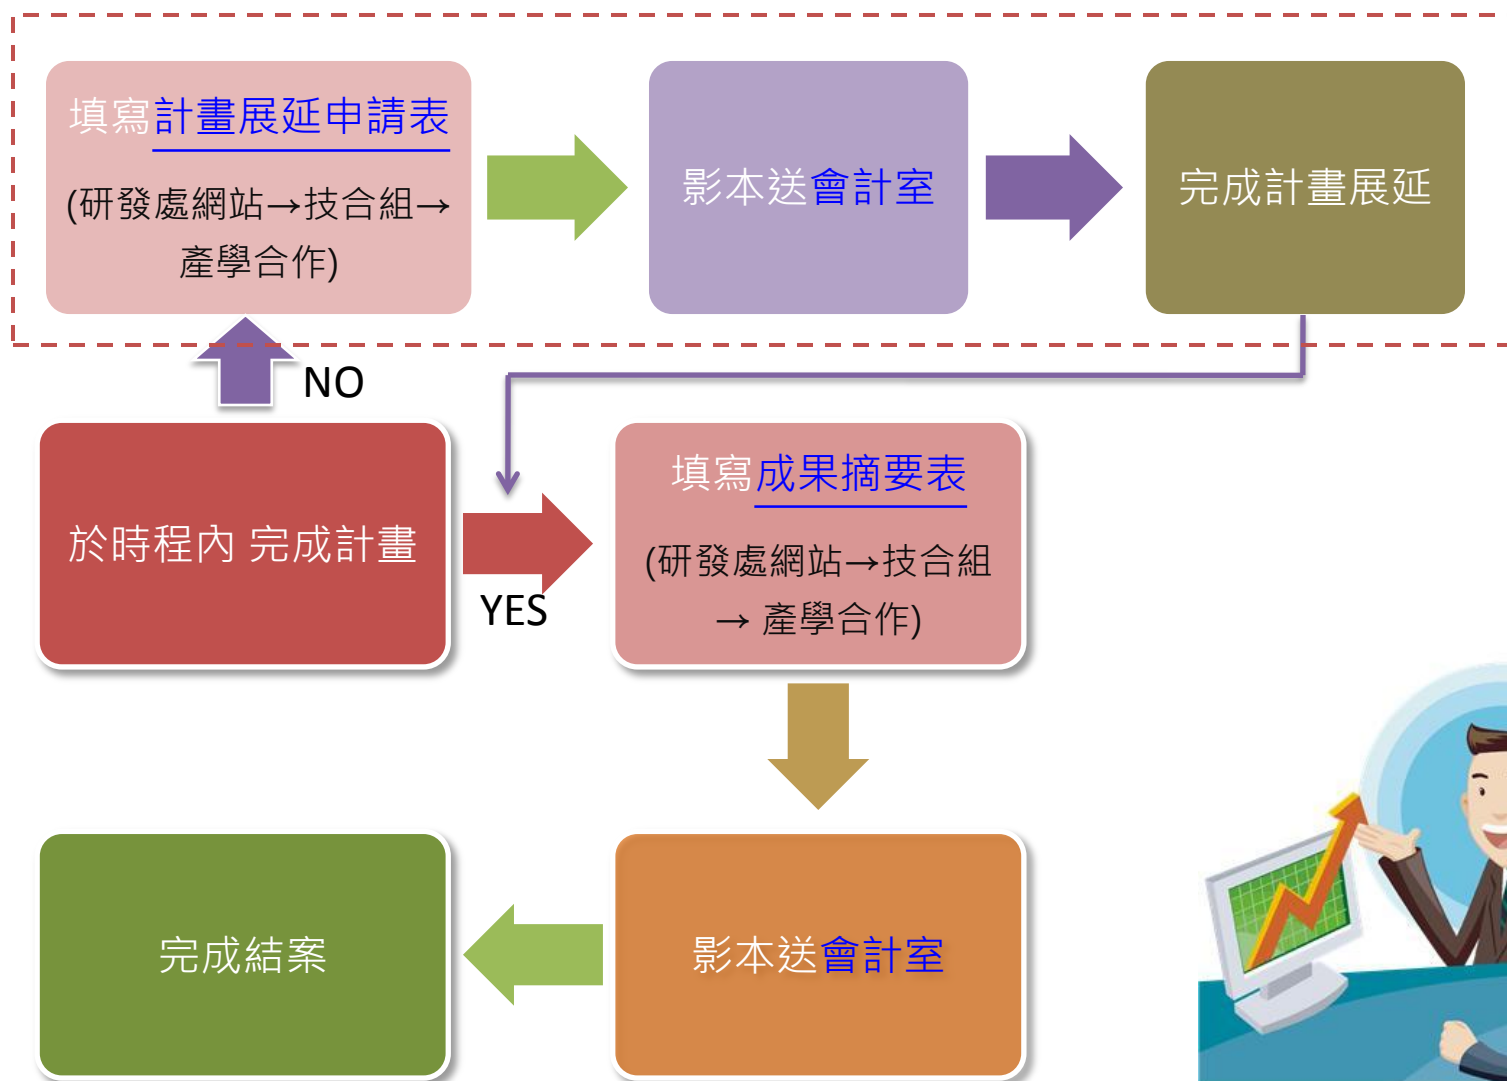 填寫計畫展延申請表
(研發處網站→技合組→
產學合作)
影本送會計室
完成計畫展延
NO
於時程內 完成計畫
YES
填寫成果摘要表
(研發處網站→技合組
→ 產學合作)
完成結案
影本送會計室